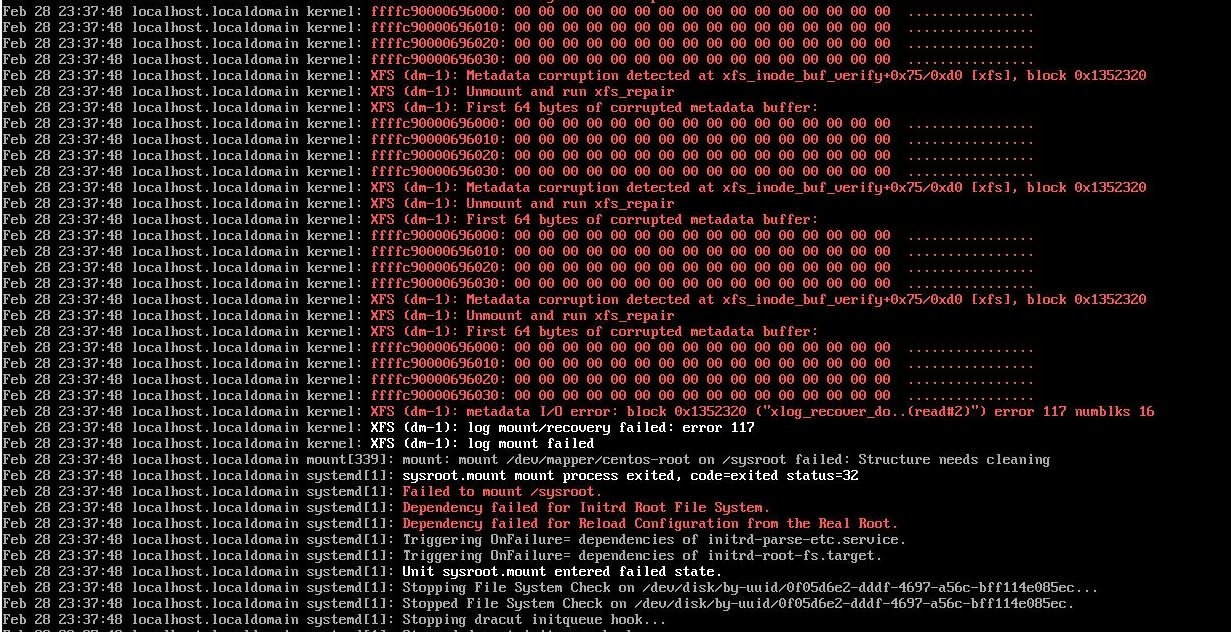 Feb 28 23:37:48 localhost.localdomain kernel: ffffc90000696000: 00 00 00 00 00 00 00 00 00 00 00 00 00 00 00 00  ................
Feb 28 23:37:48 localhost.localdomain kernel: ffffc90000696010: 00 00 00 00 00 00 00 00 00 00 00 00 00 00 00 00  ................
Feb 28 23:37:48 localhost.localdomain kernel: ffffc90000696020: 00 00 00 00 00 00 00 00 00 00 00 00 00 00 00 00  ................
Feb 28 23:37:48 localhost.localdomain kernel: ffffc90000696030: 00 00 00 00 00 00 00 00 00 00 00 00 00 00 00 00  ................
Feb 28 23:37:48 localhost.localdomain kernel: XFS (dm-1): Metadata corruption detected at xfs_inode_buf_verify+0x75/0xd0 [xfs], block 0x1352320
Feb 28 23:37:48 localhost.localdomain kernel: XFS (dm-1): Unmount and run xfs_repair
Feb 28 23:37:48 localhost.localdomain kernel: XFS (dm-1): First 64 bytes of corrupted metadata buffer:
Feb 28 23:37:48 localhost.localdomain kernel: ffffc90000696000: 00 00 00 00 00 00 00 00 00 00 00 00 00 00 00 00  ................
Feb 28 23:37:48 localhost.localdomain kernel: ffffc90000696010: 00 00 00 00 00 00 00 00 00 00 00 00 00 00 00 00  ................
Feb 28 23:37:48 localhost.localdomain kernel: ffffc90000696020: 00 00 00 00 00 00 00 00 00 00 00 00 00 00 00 00  ................
Feb 28 23:37:48 localhost.localdomain kernel: ffffc90000696030: 00 00 00 00 00 00 00 00 00 00 00 00 00 00 00 00  ................
Feb 28 23:37:48 localhost.localdomain kernel: XFS (dm-1): Metadata corruption detected at xfs_inode_buf_verify+0x75/0xd0 [xfs], block 0x1352320
Feb 28 23:37:48 localhost.localdomain kernel: XFS (dm-1): Unmount and run xfs_repair
Feb 28 23:37:48 localhost.localdomain kernel: XFS (dm-1): First 64 bytes of corrupted metadata buffer:
Feb 28 23:37:48 localhost.localdomain kernel: ffffc90000696000: 00 00 00 00 00 00 00 00 00 00 00 00 00 00 00 00  ................
Feb 28 23:37:48 localhost.localdomain kernel: ffffc90000696010: 00 00 00 00 00 00 00 00 00 00 00 00 00 00 00 00  ................
Feb 28 23:37:48 localhost.localdomain kernel: ffffc90000696020: 00 00 00 00 00 00 00 00 00 00 00 00 00 00 00 00  ................
Feb 28 23:37:48 localhost.localdomain kernel: ffffc90000696030: 00 00 00 00 00 00 00 00 00 00 00 00 00 00 00 00  ................
Feb 28 23:37:48 localhost.localdomain kernel: XFS (dm-1): Metadata corruption detected at xfs_inode_buf_verify+0x75/0xd0 [xfs], block 0x1352320
Feb 28 23:37:48 localhost.localdomain kernel: XFS (dm-1): Unmount and run xfs_repair
Feb 28 23:37:48 localhost.localdomain kernel: XFS (dm-1): First 64 bytes of corrupted metadata buffer:
Feb 28 23:37:48 localhost.localdomain kernel: ffffc90000696000: 00 00 00 00 00 00 00 00 00 00 00 00 00 00 00 00  ................
Feb 28 23:37:48 localhost.localdomain kernel: ffffc90000696010: 00 00 00 00 00 00 00 00 00 00 00 00 00 00 00 00  ................
Feb 28 23:37:48 localhost.localdomain kernel: ffffc90000696020: 00 00 00 00 00 00 00 00 00 00 00 00 00 00 00 00  ................
Feb 28 23:37:48 localhost.localdomain kernel: ffffc90000696030: 00 00 00 00 00 00 00 00 00 00 00 00 00 00 00 00  ................
Feb 28 23:37:48 localhost.localdomain kernel: XFS (dm-1): metadata I/O error: block 0x1352320 ("xlog_recover_do..(read#2)") error 117 numblks 16
Feb 28 23:37:48 localhost.localdomain kernel: XFS (dm-1): log mount/recovery failed: error 117
Feb 28 23:37:48 localhost.localdomain kernel: XFS (dm-1): log mount failed
Feb 28 23:37:48 localhost.localdomain mount[339]: mount: mount /dev/mapper/centos-root on /sysroot failed: Structure needs cleaning
Feb 28 23:37:48 localhost.localdomain systemd[1]: sysroot.mount mount process exited, code=exited status=32
Feb 28 23:37:48 localhost.localdomain systemd[1]: Failed to mount /sysroot.
Feb 28 23:37:48 localhost.localdomain systemd[1]: Dependency failed for Initrd Root File System.
Feb 28 23:37:48 localhost.localdomain systemd[1]: Dependency failed for Reload Configuration from the Real Root.
Feb 28 23:37:48 localhost.localdomain systemd[1]: Triggering OnFailure= dependencies of initrd-parse-etc.service.
Feb 28 23:37:48 localhost.localdomain systemd[1]: Triggering OnFailure= dependencies of initrd-root-fs.target.
Feb 28 23:37:48 localhost.localdomain systemd[1]: Unit sysroot.mount entered failed state.
Feb 28 23:37:48 localhost.localdomain systemd[1]: Stopping File System Check on /dev/disk/by-uuid/0f05d6e2-dddf-4697-a56c-bff114e085ec...
Feb 28 23:37:48 localhost.localdomain systemd[1]: Stopped File System Check on /dev/disk/by-uuid/0f05d6e2-dddf-4697-a56c-bff114e085ec.
Feb 28 23:37:48 localhost.localdomain systemd[1]: Stopping dracut initqueue hook...